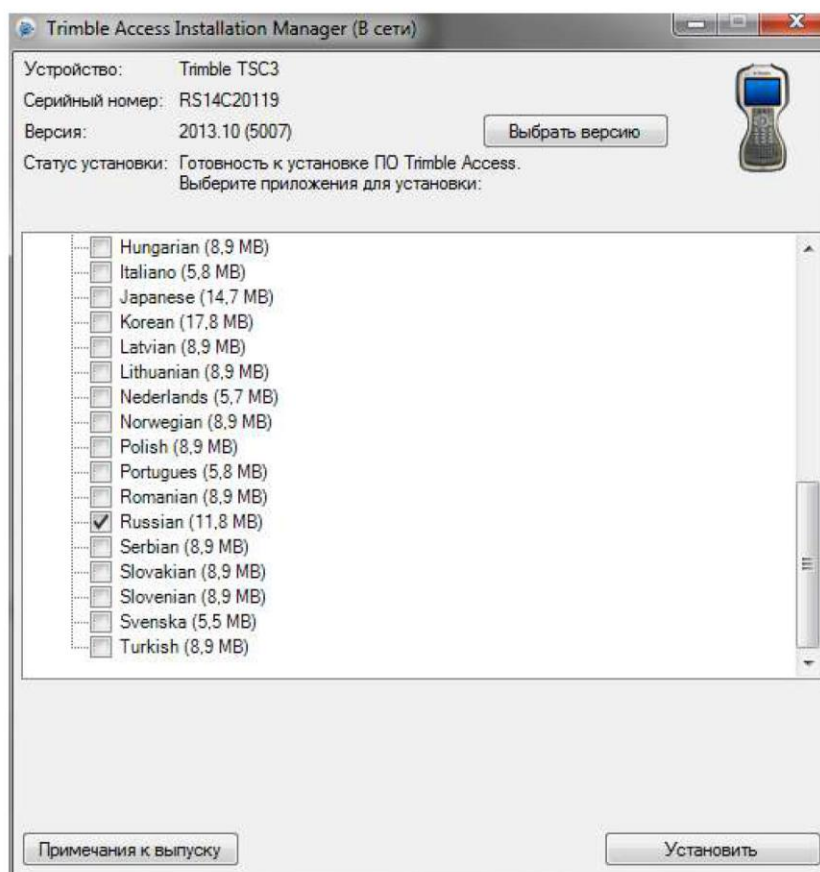 Trimble Access Installation Manager (В сети)
Устройство: Trimble TSC3
Серийный номер: RS14C20119
Версия: 2013.10 (5007)
Выбрать версию
Статус установки: Готовность к установке ПО Trimble Access.
Выберите приложения для установки:
Hungarian (8,9 MB)
Italiano (5,8 MB)
Japanese (14,7 MB)
Korean (17,8 MB)
Latvian (8,9 MB)
Lithuanian (8,9 MB)
Nederlands (5,7 MB)
Norwegian (8,9 MB)
Polish (8,9 MB)
Portugues (5,8 MB)
Romanian (8,9 MB)
Russian (11,8 MB)
Serbian (8,9 MB)
Slovakian (8,9 MB)
Slovenian (8,9 MB)
Svenska (5,5 MB)
Turkish (8,9 MB)
Примечания к выпуску
Установить